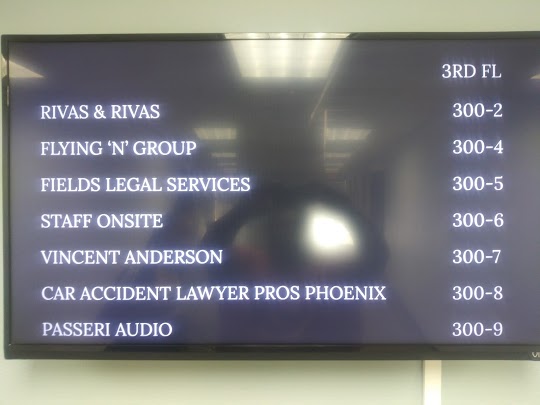 3RD FL
RIVAS & RIVAS 300-2
FLYING ‘N’ GROUP 300-4
FIELDS LEGAL SERVICES 300-5
STAFF ONSITE 300-6
VINCENT ANDERSON 300-7
CAR ACCIDENT LAWYER PROS PHOENIX 300-8
PASSERI AUDIO 300-9